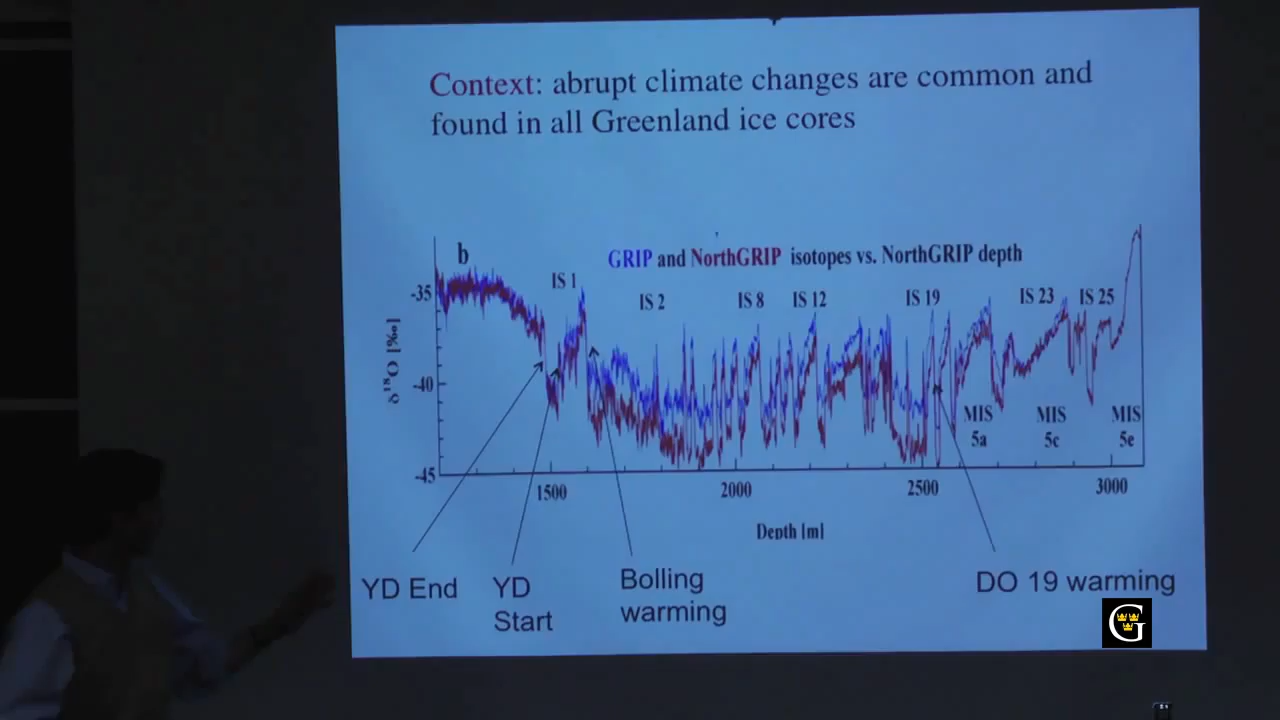 Context: abrupt climate changes are common and
found in all Greenland ice cores
b
GRIP and NorthGRIP isotopes vs. NorthGRIP depth
IS 1
IS 2
IS 8
IS 12
IS 19
IS 23
IS 25
-35
-40
-45
δ¹⁸O [‰]
MIS
5a
MIS
5c
MIS
5e
1500
2000
2500
3000
Depth [m]
YD End
YD
Start
Bolling
warming
DO 19 warming
G